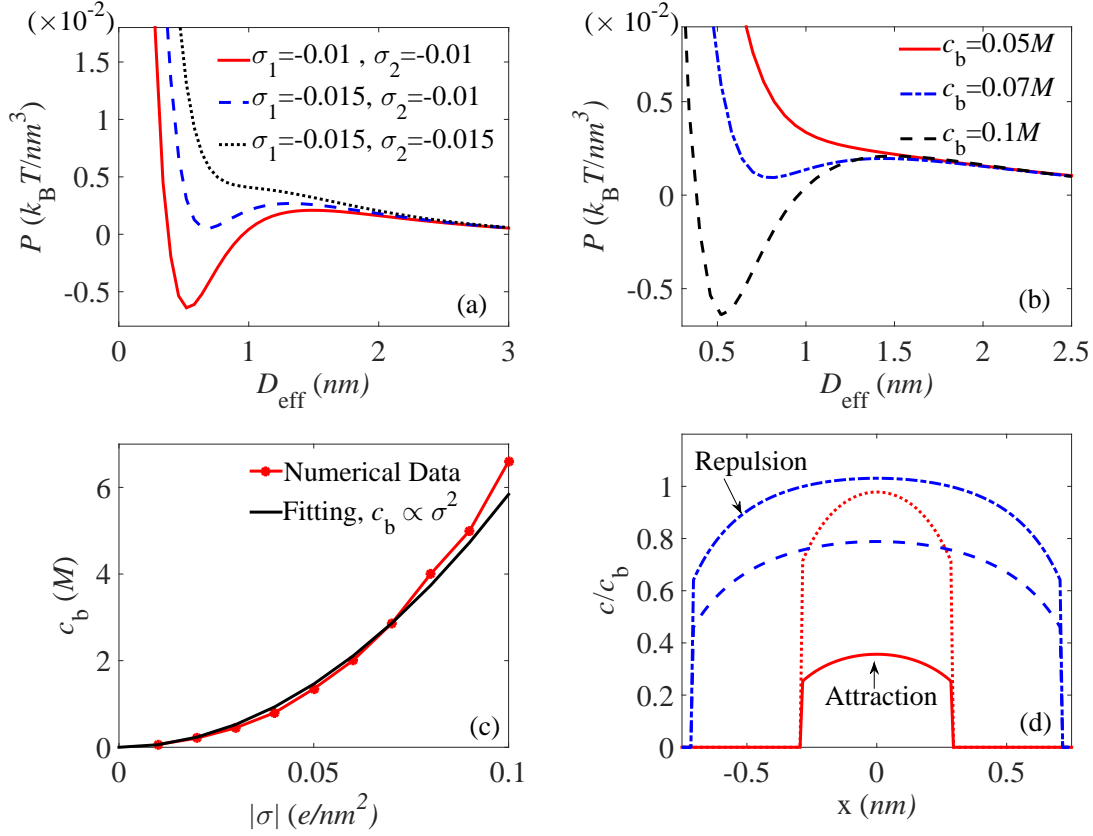 (×10⁻²)
1.5
1
0.5
0
-0.5
P (k_BT/nm³)
σ₁=-0.01 , σ₂=-0.01
σ₁=-0.015, σ₂=-0.01
σ₁=-0.015, σ₂=-0.015
(a)
0 1 2 3
D_eff (nm)
(× 10⁻²)
0.5
0
-0.5
P (k_BT/nm³)
c_b=0.05M
c_b=0.07M
c_b=0.1M
(b)
0.5 1 1.5 2 2.5
D_eff (nm)
6
4
2
0
c_b (M)
Numerical Data
Fitting, c_b ∝ σ²
(c)
0 0.05 0.1
|σ| (e/nm²)
1
0.8
0.6
0.4
0.2
0
c/c_b
Repulsion
Attraction
(d)
-0.5 0 0.5
x (nm)